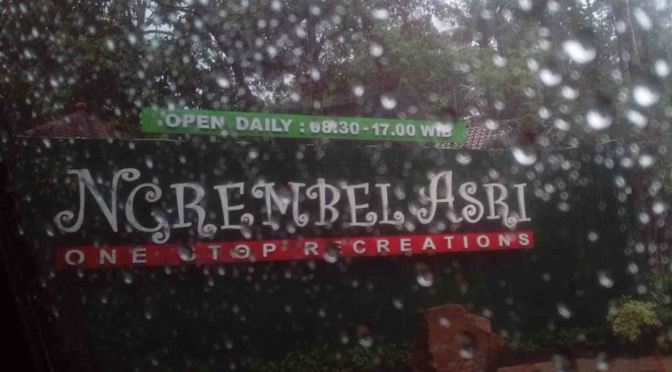 OPEN DAILY : 08.30 - 17.00 WIB
NGREMBEL ASRI
ONE STOP RECREATIONS